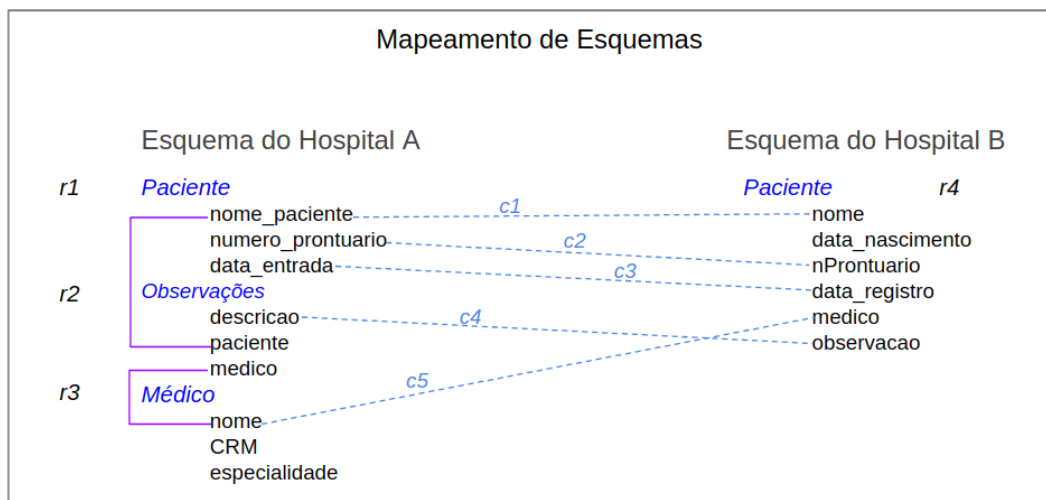 Mapeamento de Esquemas
Esquema do Hospital A Esquema do Hospital B
r1 Paciente Paciente r4
nome_paciente c1 nome
numero_prontuario c2 data_nascimento
data_entrada c3 nProntuario
r2 Observações data_registro
descricao c4 medico
paciente observacao
medico c5
r3 Médico
nome
CRM
especialidade